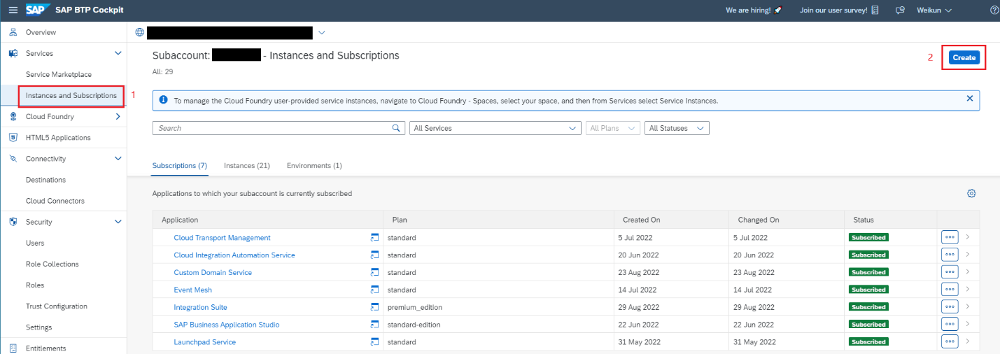 SAP SAP BTP Cockpit We are hiring! Join our user survey! Weikun
Overview
Services
Service Marketplace
Instances and Subscriptions 1
Cloud Foundry
HTML5 Applications
Connectivity
Destinations
Cloud Connectors
Security
Users
Role Collections
Roles
Trust Configuration
Settings
Entitlements
Subaccount: - Instances and Subscriptions 2 Create
All: 29
To manage the Cloud Foundry user-provided service instances, navigate to Cloud Foundry - Spaces, select your space, and then from Services select Service Instances.
Search All Services All Plans All Statuses
Subscriptions (7) Instances (21) Environments (1)
Applications to which your subaccount is currently subscribed
Application Plan Created On Changed On Status
Cloud Transport Management standard 5 Jul 2022 5 Jul 2022 Subscribed
Cloud Integration Automation Service standard 20 Jun 2022 20 Jun 2022 Subscribed
Custom Domain Service standard 23 Aug 2022 23 Aug 2022 Subscribed
Event Mesh standard 14 Jul 2022 14 Jul 2022 Subscribed
Integration Suite premium_edition 29 Aug 2022 29 Aug 2022 Subscribed
SAP Business Application Studio standard-edition 22 Jun 2022 22 Jun 2022 Subscribed
Launchpad Service standard 31 May 2022 31 May 2022 Subscribed